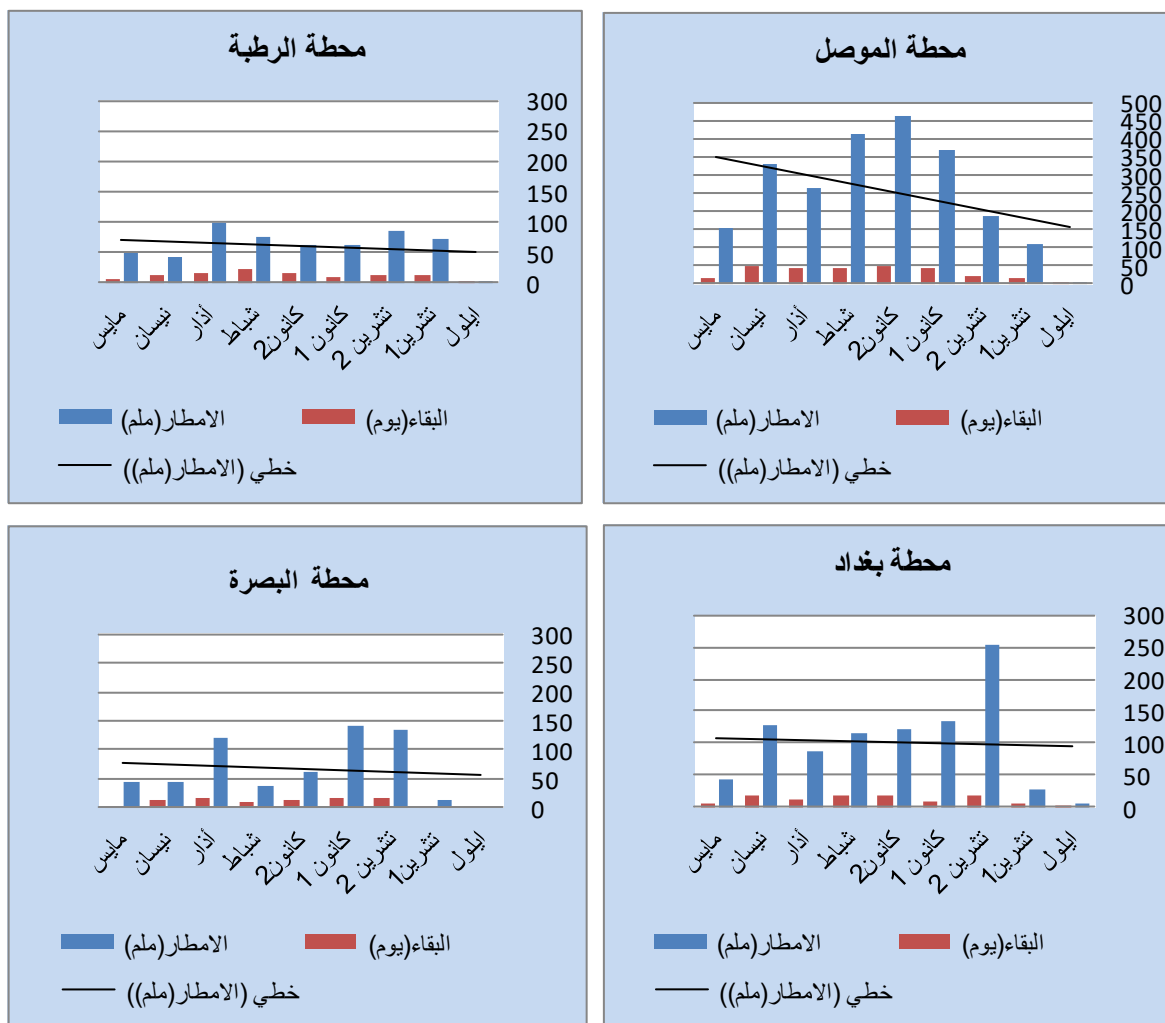 محطة الموصل
500
450
400
350
300
250
200
150
100
50
0
ايلول
تشرين1
تشرين 2
كانون 1
كانون2
شباط
أذار
نيسان
مايس
الامطار(ملم)
البقاء(يوم)
خطي (الامطار(ملم))
محطة الرطبة
300
250
200
150
100
50
0
ايلول
تشرين1
تشرين 2
كانون 1
كانون2
شباط
أذار
نيسان
مايس
الامطار(ملم)
البقاء(يوم)
خطي (الامطار(ملم))
محطة بغداد
300
250
200
150
100
50
0
ايلول
تشرين1
تشرين 2
كانون 1
كانون2
شباط
أذار
نيسان
مايس
الامطار(ملم)
البقاء(يوم)
خطي (الامطار(ملم))
محطة البصرة
300
250
200
150
100
50
0
ايلول
تشرين1
تشرين 2
كانون 1
كانون2
شباط
أذار
نيسان
مايس
الامطار(ملم)
البقاء(يوم)
خطي (الامطار(ملم))